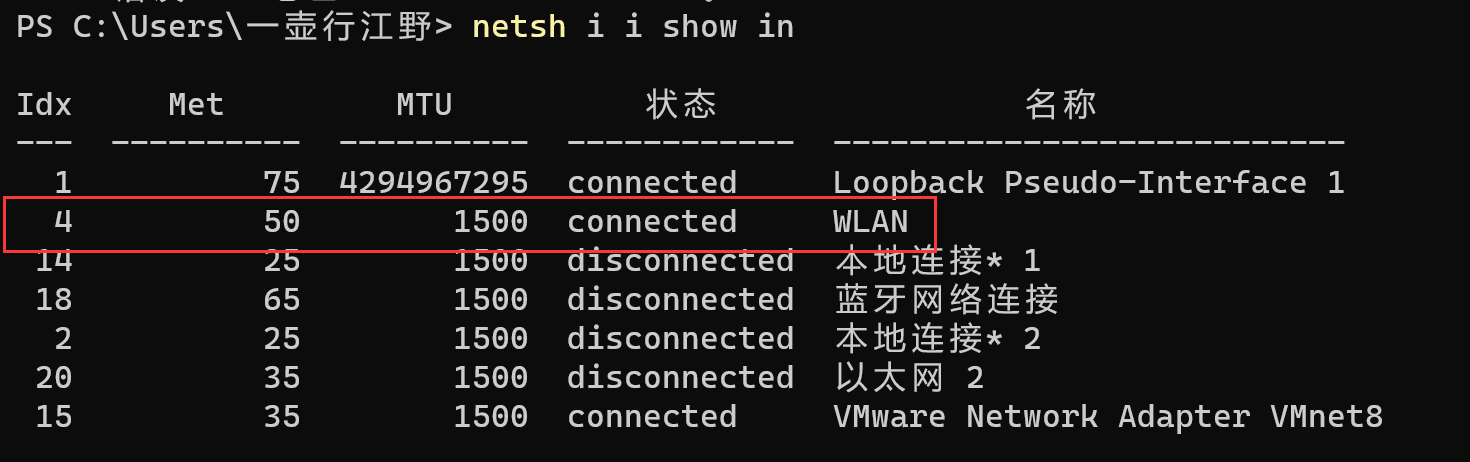 PS C:\Users\一壶行江野> netsh i i show in
Idx Met MTU 状态 名称
--- ---------- ---------- ------------ ---------------------------
1 75 4294967295 connected Loopback Pseudo-Interface 1
4 50 1500 connected WLAN
14 25 1500 disconnected 本地连接* 1
18 65 1500 disconnected 蓝牙网络连接
2 25 1500 disconnected 本地连接* 2
20 35 1500 disconnected 以太网 2
15 35 1500 connected VMware Network Adapter VMnet8